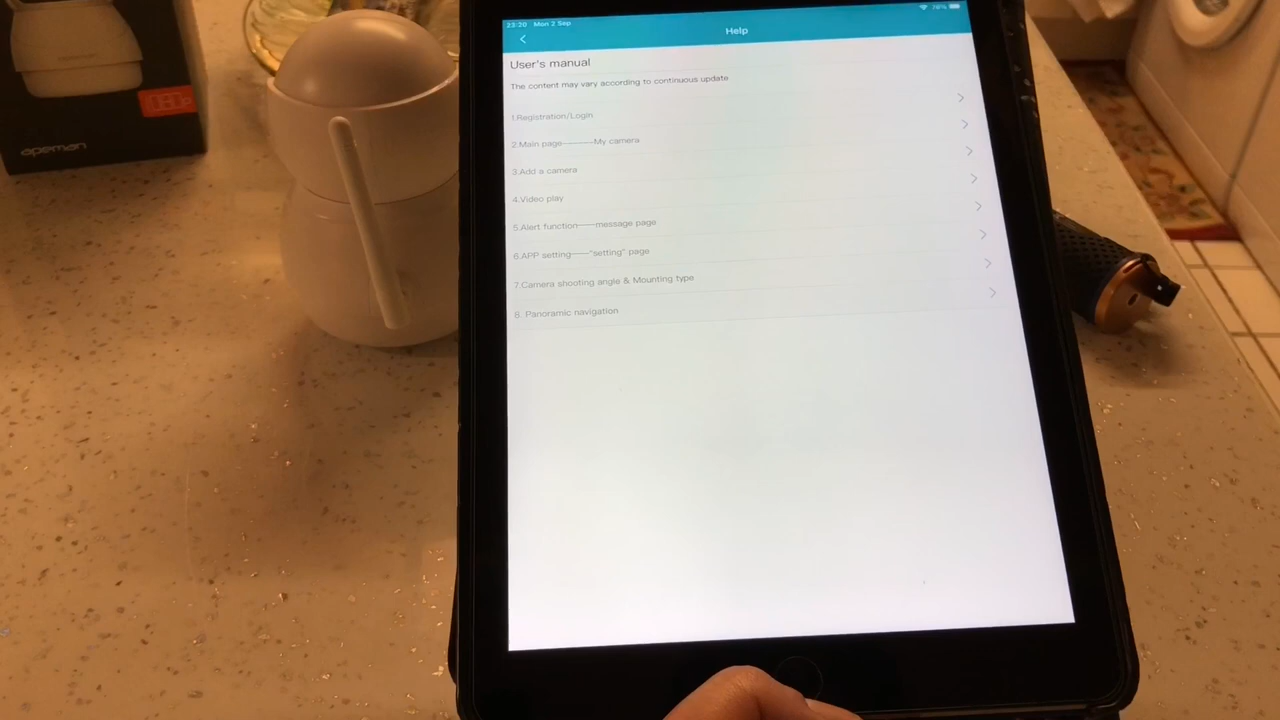 23:20 Mon 2 Sep
76%
Help
User's manual
The content may vary according to continuous update
1.Registration/Login
2.Main page———My camera
3.Add a camera
4.Video play
5.Alert function——message page
6.APP setting——"setting" page
7.Camera shooting angle & Mounting type
8. Panoramic navigation
apeman